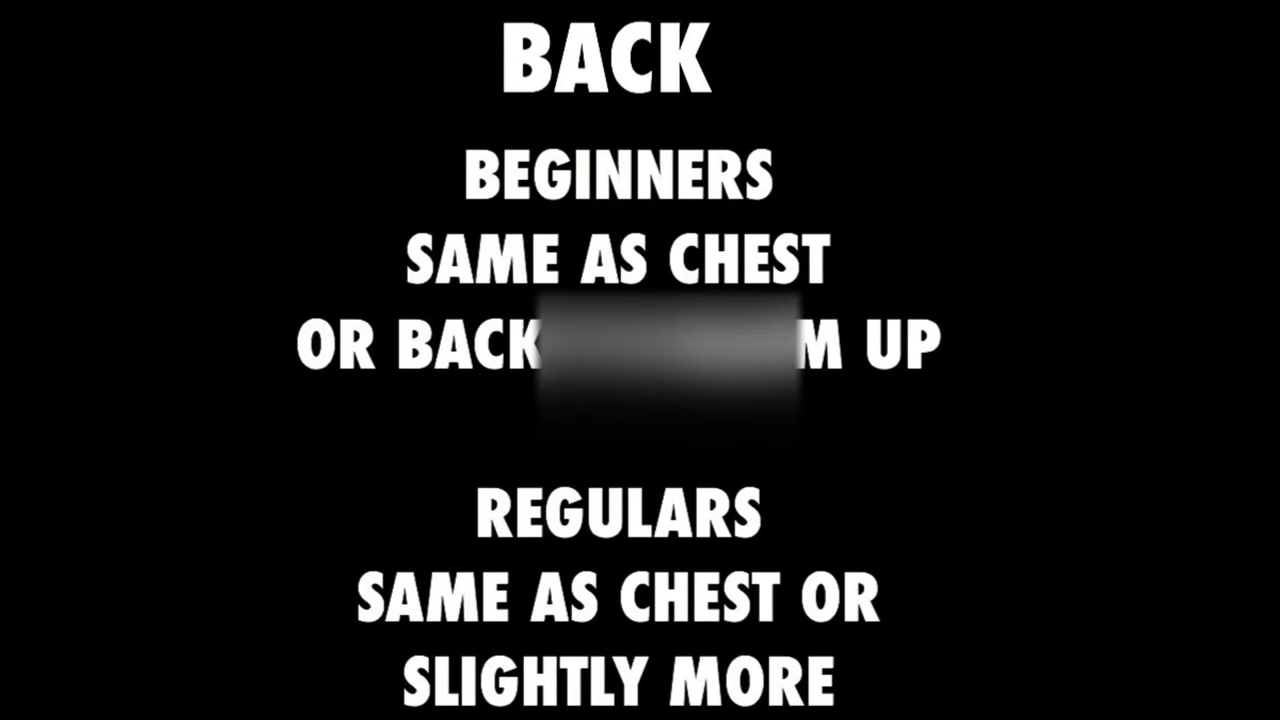 BACK
BEGINNERS
SAME AS CHEST
OR BACK UP
REGULARS
SAME AS CHEST OR
SLIGHTLY MORE